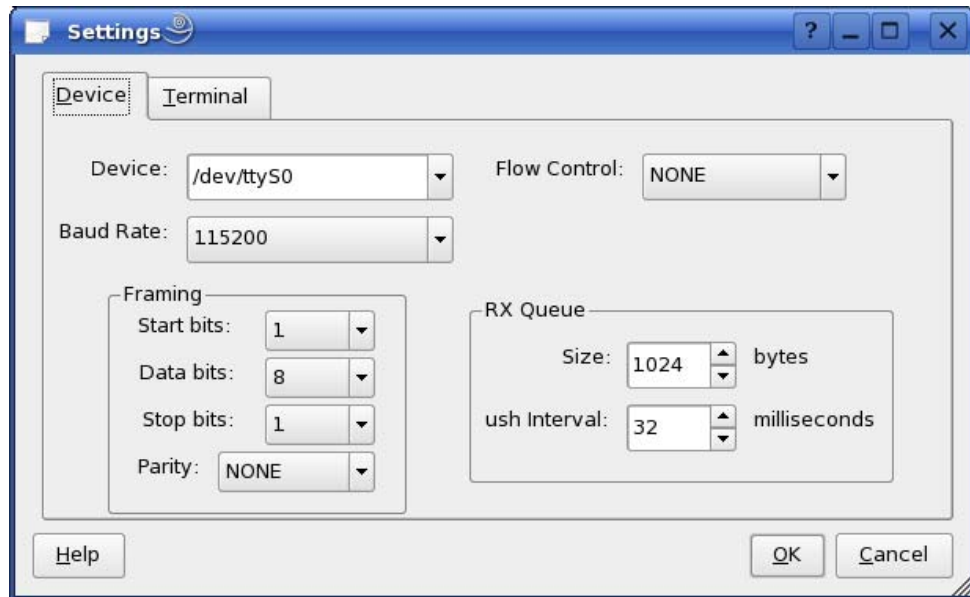 Settings
?
Device Terminal
Device: /dev/ttyS0 Flow Control: NONE
Baud Rate: 115200
Framing
Start bits: 1
Data bits: 8
Stop bits: 1
Parity: NONE
RX Queue
Size: 1024 bytes
ush Interval: 32 milliseconds
Help OK Cancel